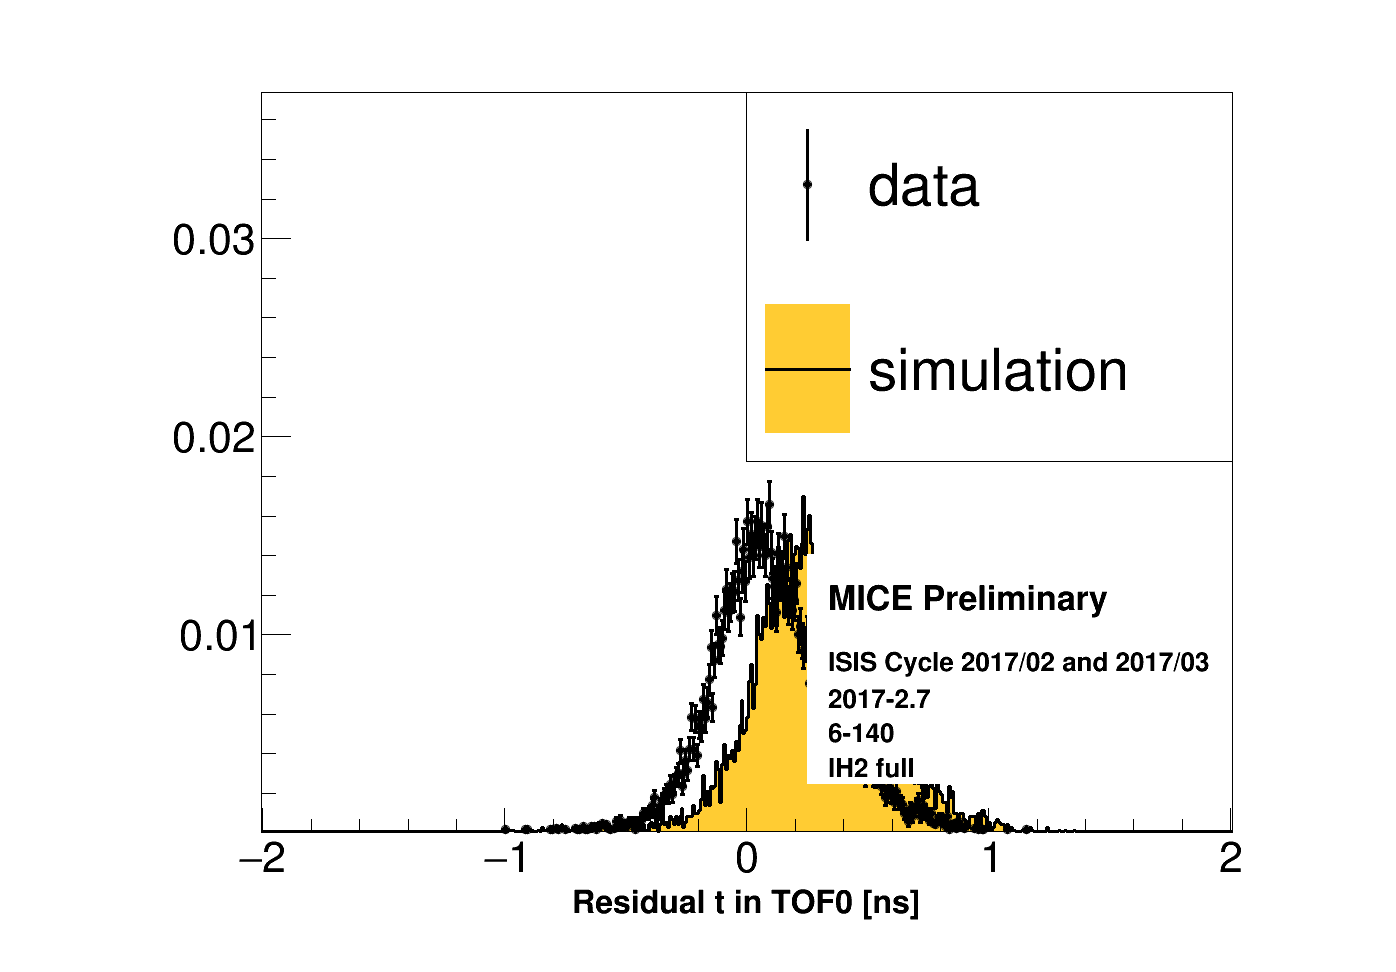 data
simulation
0.03
0.02
0.01
MICE Preliminary
ISIS Cycle 2017/02 and 2017/03
2017-2.7
6-140
lH2 full
−2
−1
0
1
2
Residual t in TOF0 [ns]